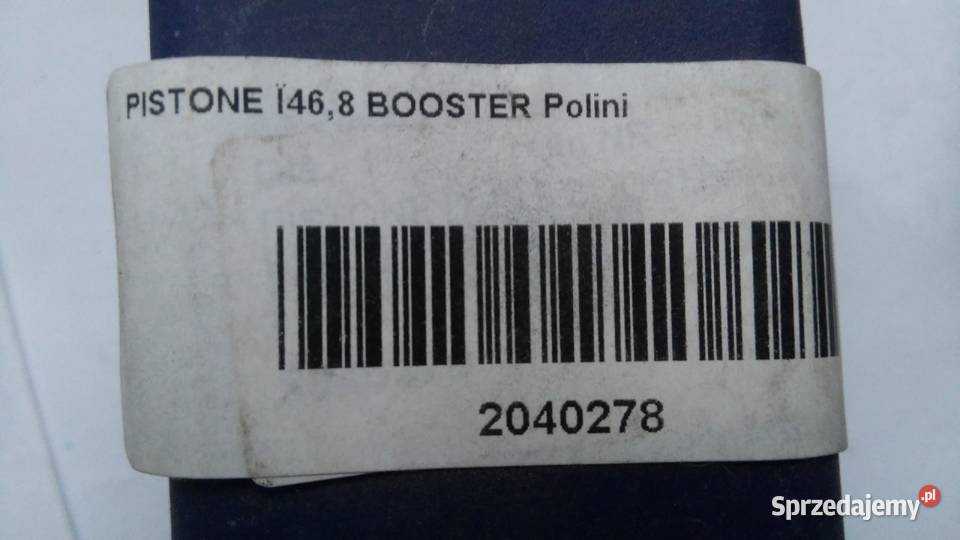 PISTONE Ï46,8 BOOSTER Polini
2040278
Sprzedajemy.pl